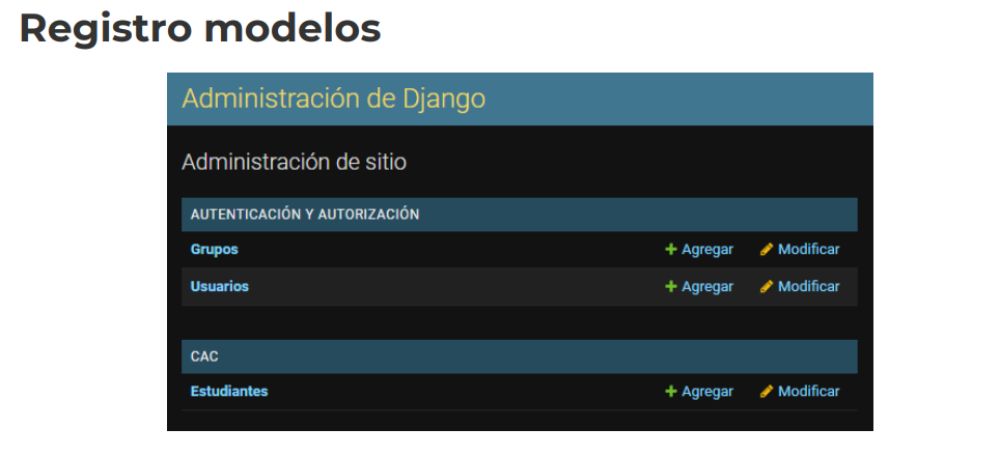 Registro modelos
Administración de Django
Administración de sitio
AUTENTICACIÓN Y AUTORIZACIÓN
Grupos Agregar Modificar
Usuarios Agregar Modificar
CAC
Estudiantes Agregar Modificar